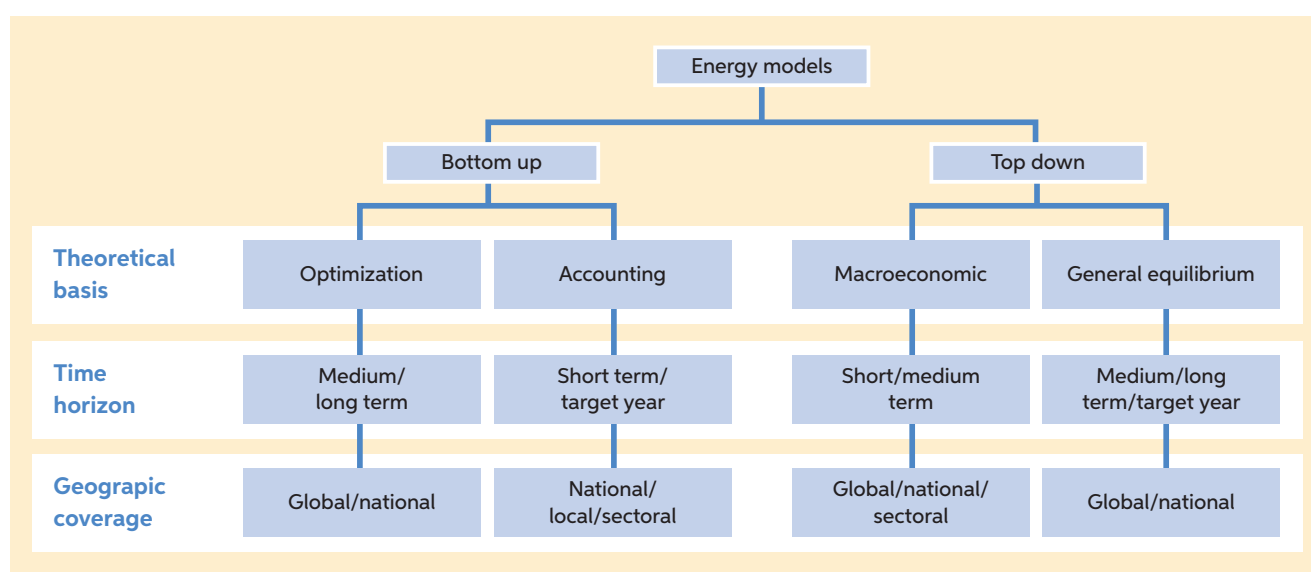 Energy models
Bottom up
Top down
Theoretical
basis
Optimization
Accounting
Macroeconomic
General equilibrium
Time
horizon
Medium/
long term
Short term/
target year
Short/medium
term
Medium/long
term/target year
Geograpic
coverage
Global/national
National/
local/sectoral
Global/national/
sectoral
Global/national